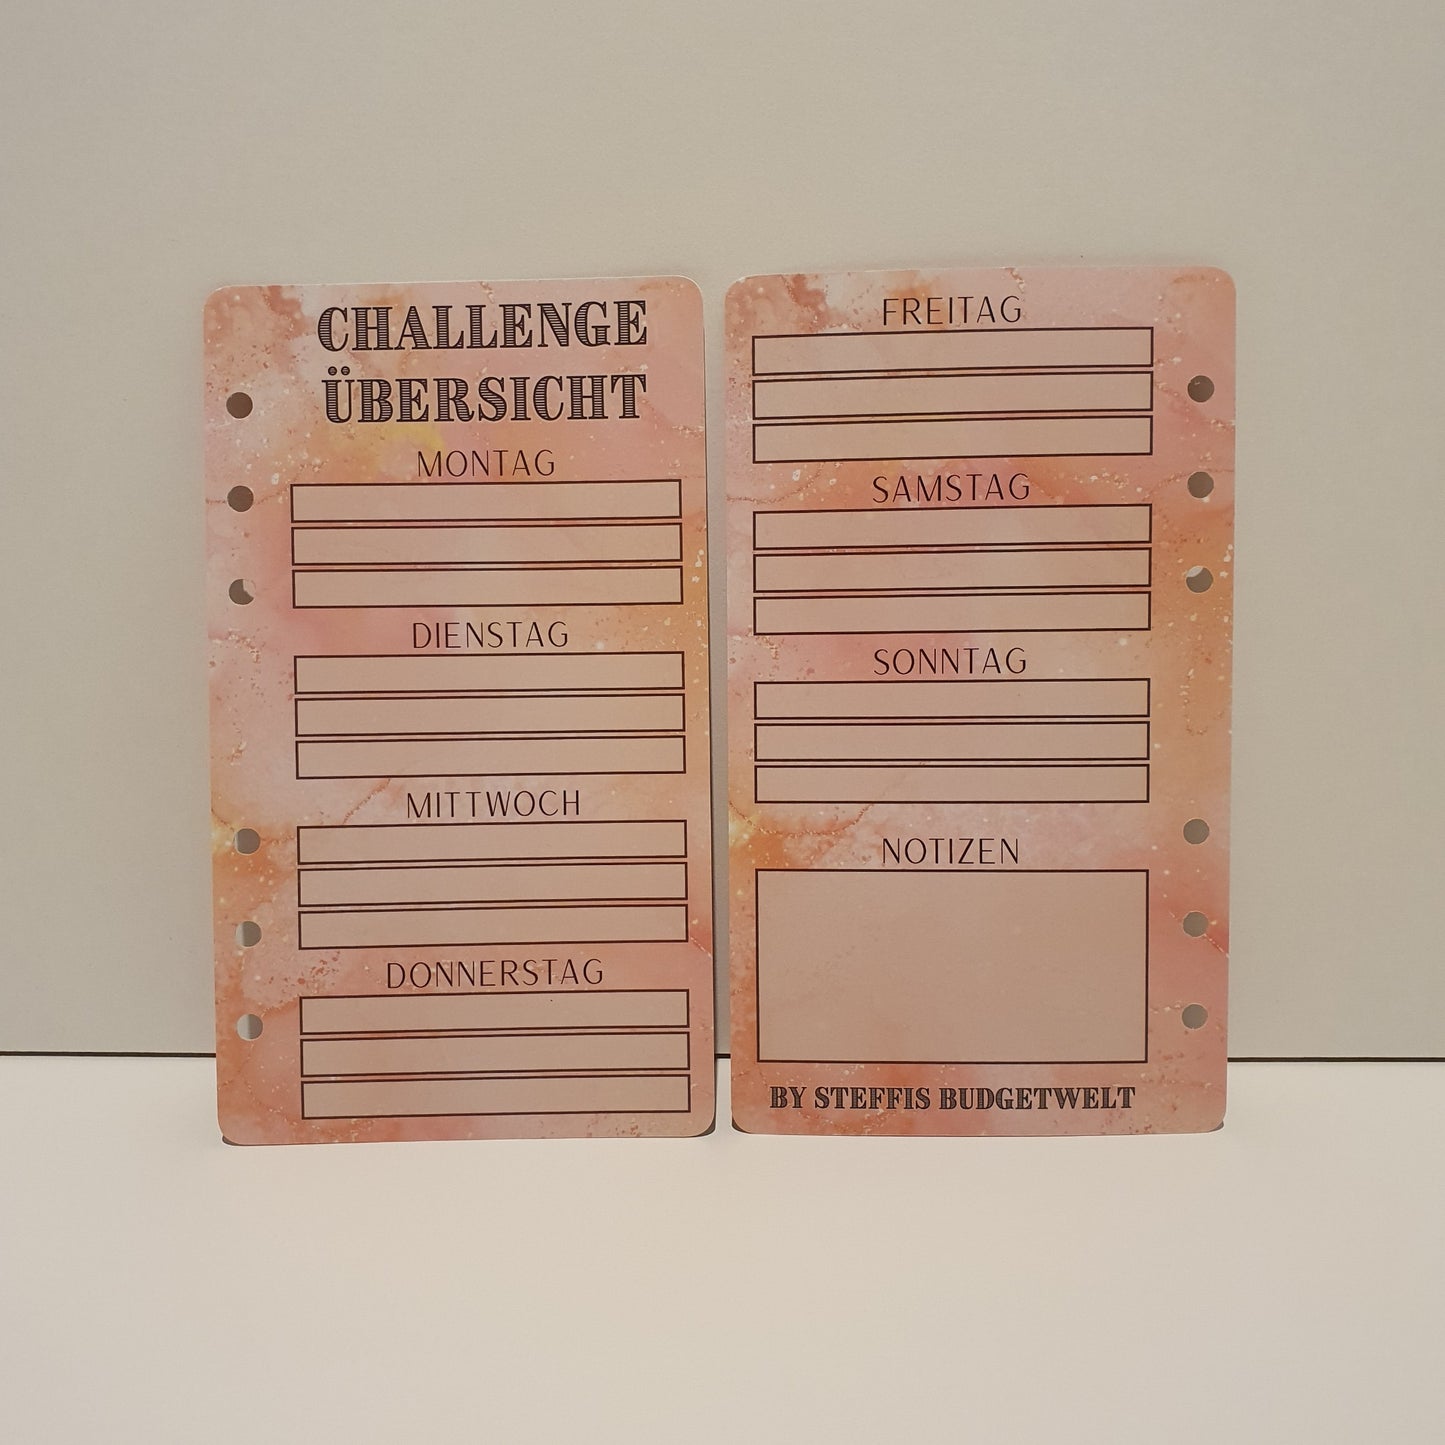 CHALLENGE
ÜBERSICHT
MONTAG
DIENSTAG
MITTWOCH
DONNERSTAG
FREITAG
SAMSTAG
SONNTAG
NOTIZEN
BY STEFFIS BUDGETWELT